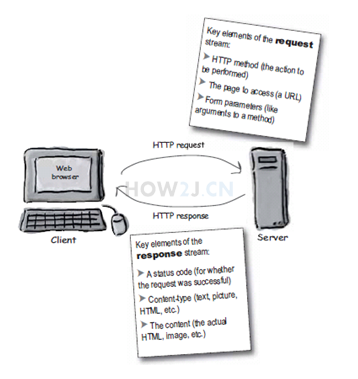 Key elements of the request
stream:
➤ HTTP method (the action to
be performed)
➤ The page to access (a URL)
➤ Form parameters (like
arguments to a method)
HTTP request
Web
browser
HOW2J.CN
HTTP response
Client
Server
Key elements of the
response stream:
➤ A status code (for whether
the request was successful)
➤ Content-type (text, picture,
HTML, etc.)
➤ The content (the actual
HTML, image, etc.)